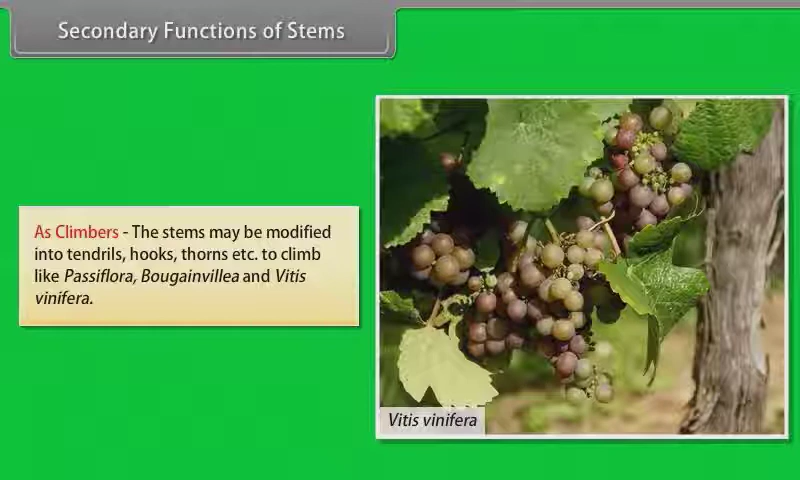 Secondary Functions of Stems
As Climbers - The stems may be modified
into tendrils, hooks, thorns etc. to climb
like Passiflora, Bougainvillea and Vitis
vinifera.
Vitis vinifera